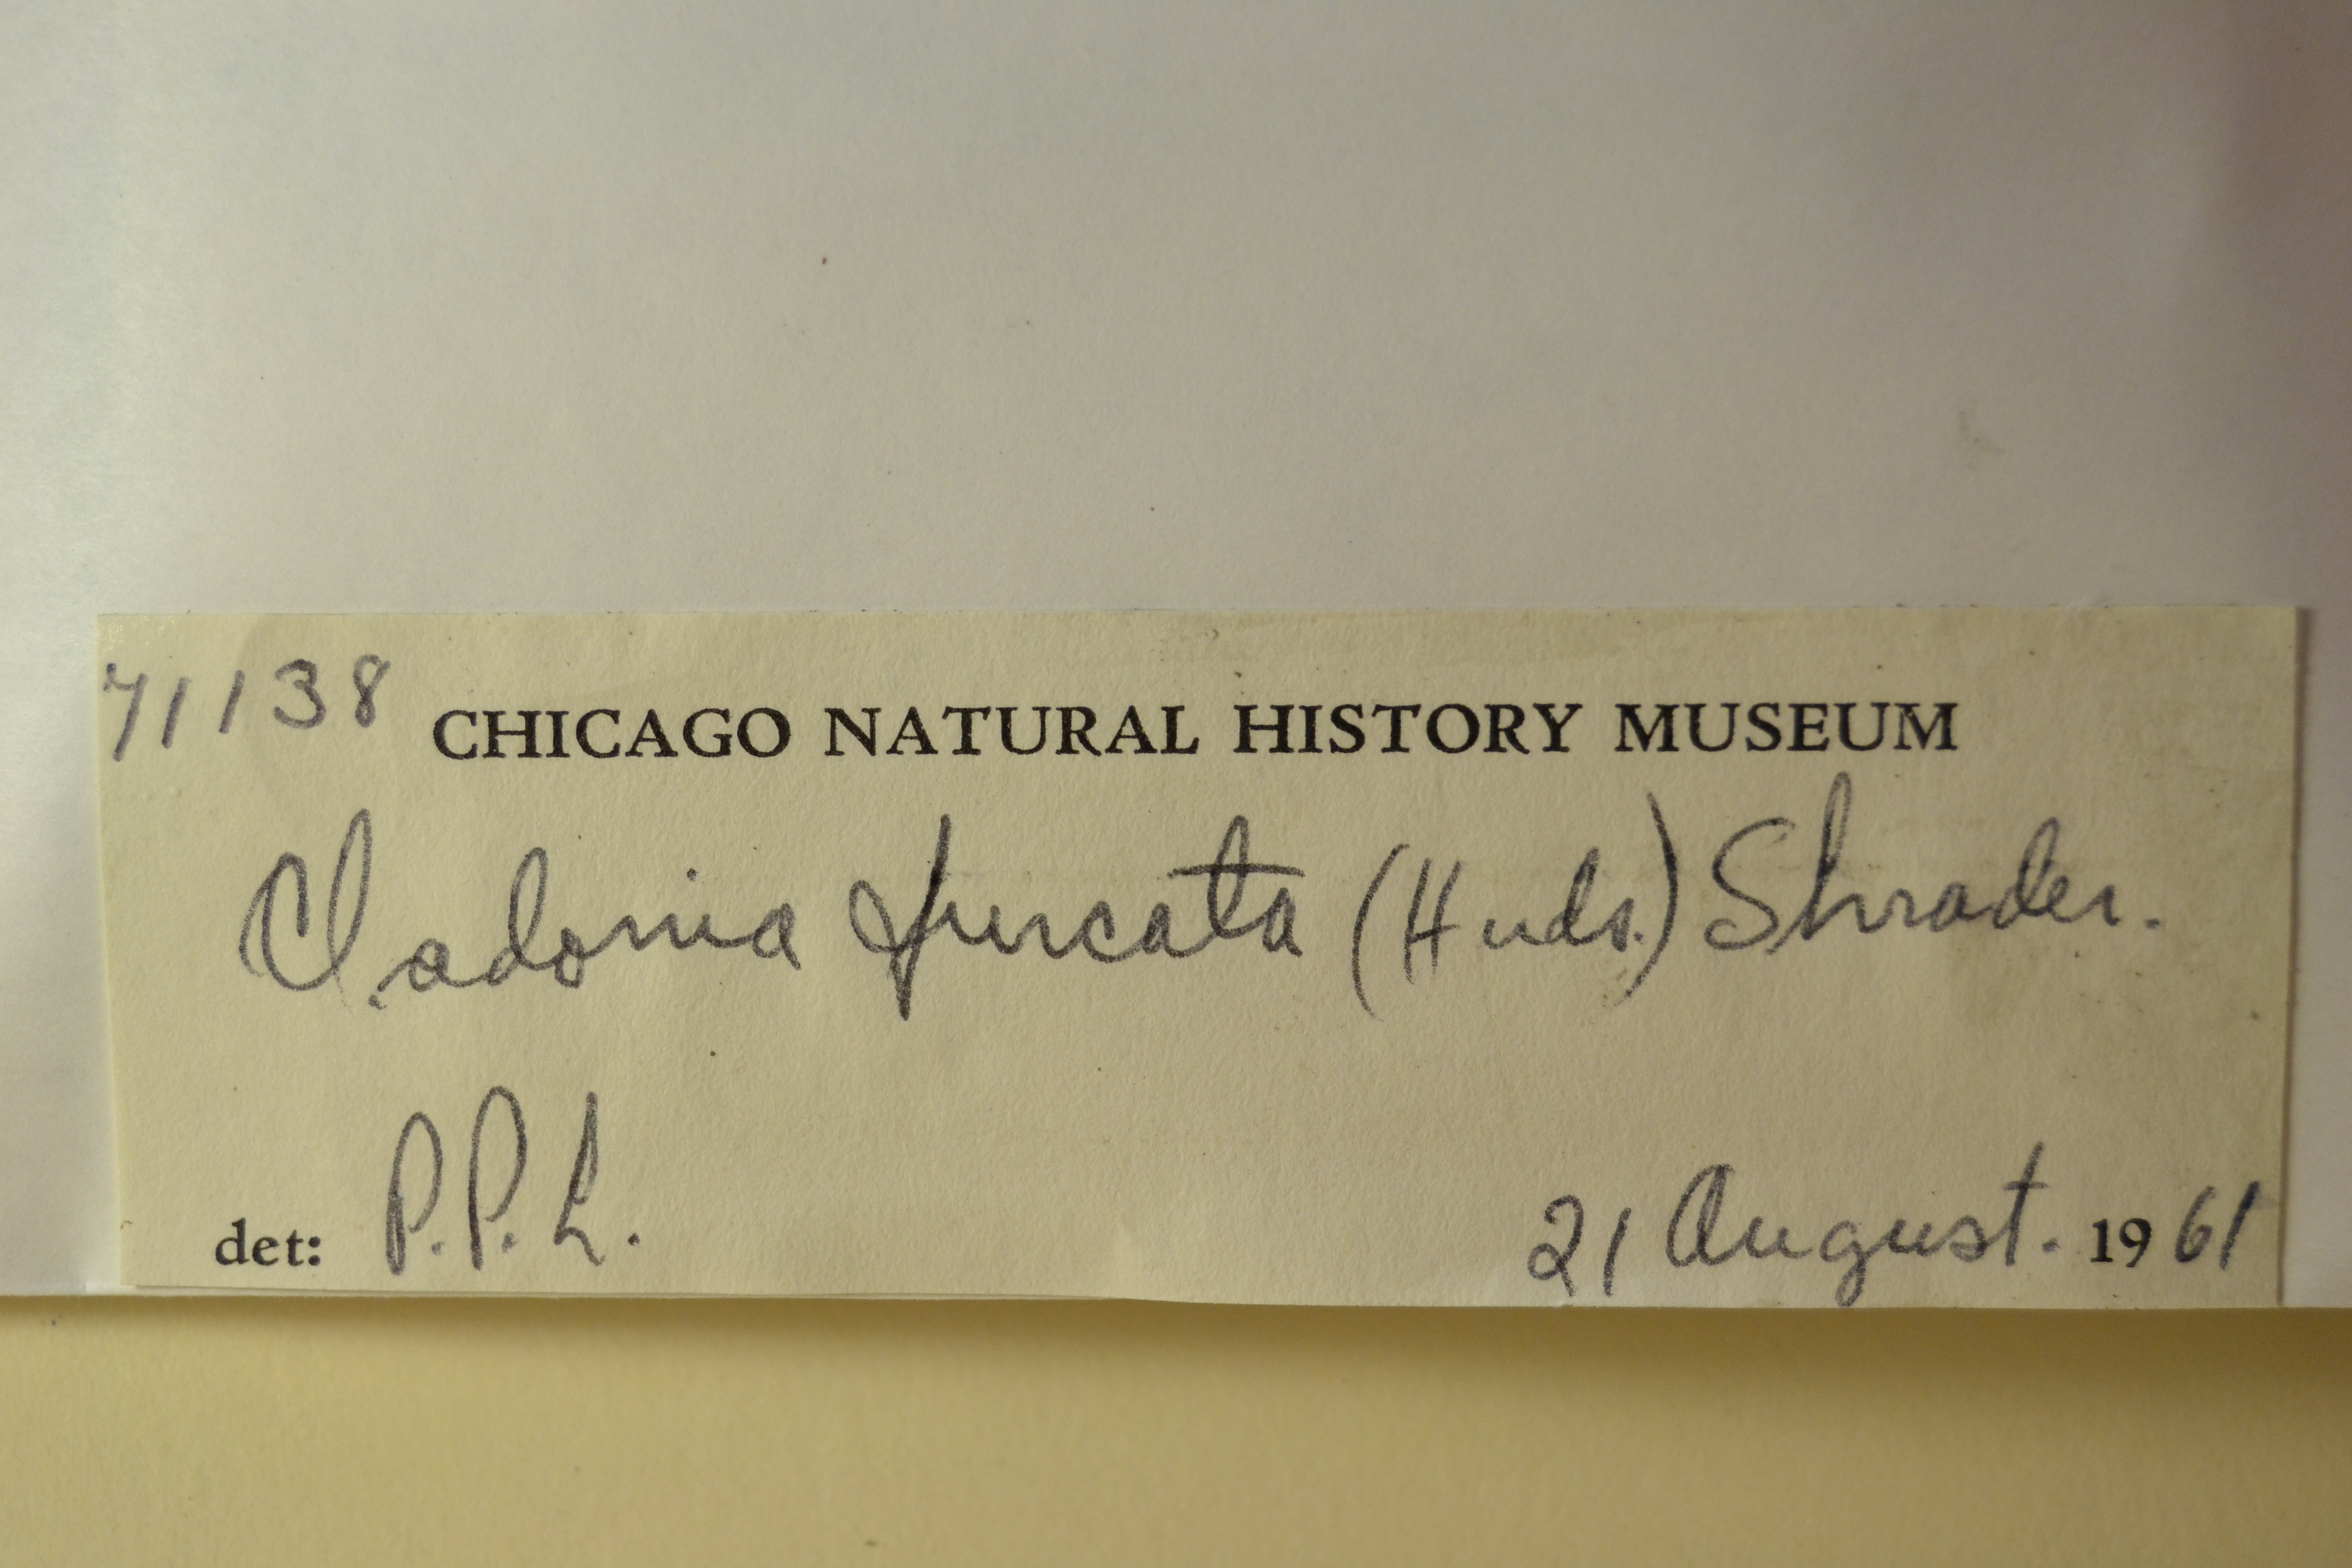 71138 CHICAGO NATURAL HISTORY MUSEUM
Cladonia furcata (Huds.) Shrader.
det: P.P.L. 21 August. 1961